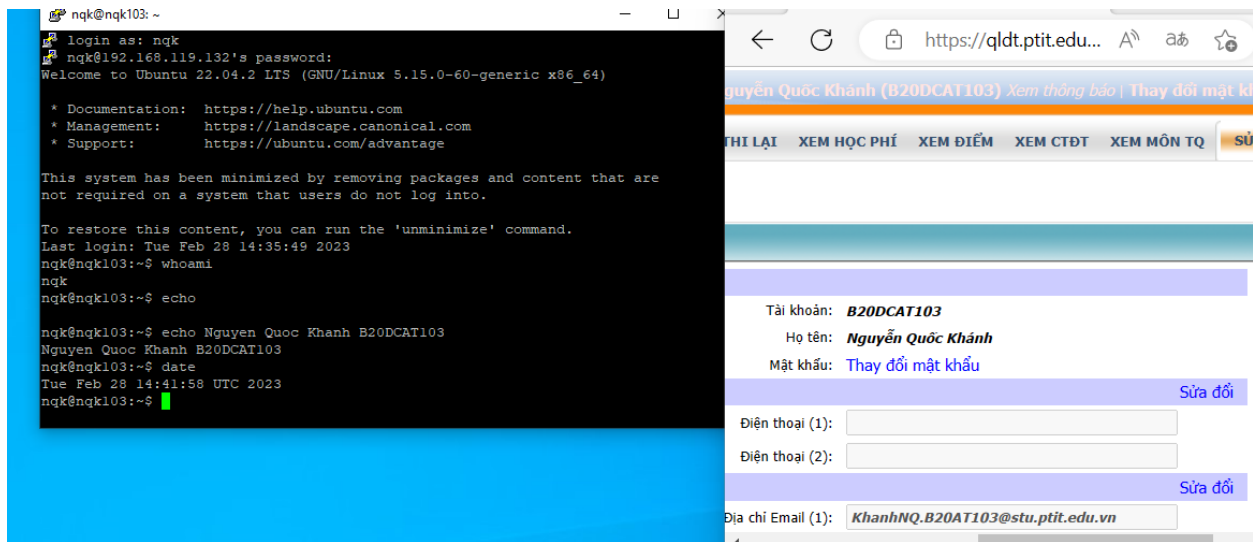 nqk@nqk103: ~
login as: nqk
nqk@192.168.119.132's password:
Welcome to Ubuntu 22.04.2 LTS (GNU/Linux 5.15.0-60-generic x86_64)
* Documentation: https://help.ubuntu.com
* Management: https://landscape.canonical.com
* Support: https://ubuntu.com/advantage
This system has been minimized by removing packages and content that are
not required on a system that users do not log into.
To restore this content, you can run the 'unminimize' command.
Last login: Tue Feb 28 14:35:49 2023
nqk@nqk103:~$ whoami
nqk
nqk@nqk103:~$ echo
nqk@nqk103:~$ echo Nguyen Quoc Khanh B20DCAT103
Nguyen Quoc Khanh B20DCAT103
nqk@nqk103:~$ date
Tue Feb 28 14:41:58 UTC 2023
nqk@nqk103:~$
https://qldt.ptit.edu...
guyễn Quốc Khánh (B20DCAT103) Xem thông báo | Thay đổi mật k
THI LẠI XEM HỌC PHÍ XEM ĐIỂM XEM CTĐT XEM MÔN TQ SỬ
Tài khoản: B20DCAT103
Họ tên: Nguyễn Quốc Khánh
Mật khẩu: Thay đổi mật khẩu
Sửa đổi
Điện thoại (1):
Điện thoại (2):
Sửa đổi
Địa chỉ Email (1): KhanhNQ.B20AT103@stu.ptit.edu.vn